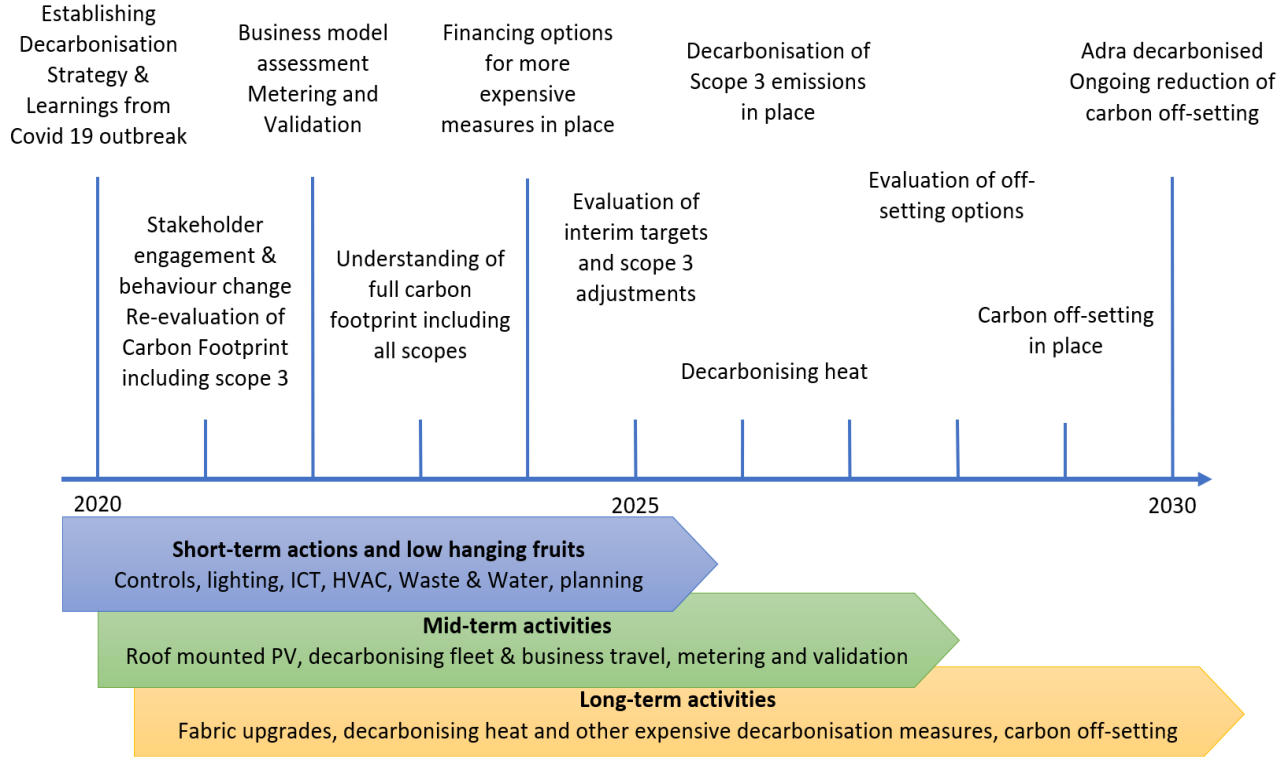 Establishing
Decarbonisation
Strategy &
Learnings from
Covid 19 outbreak
Business model
assessment
Metering and
Validation
Financing options
for more
expensive
measures in place
Decarbonisation of
Scope 3 emissions
in place
Adra decarbonised
Ongoing reduction of
carbon off-setting
Stakeholder
engagement &
behaviour change
Re-evaluation of
Carbon Footprint
including scope 3
Understanding of
full carbon
footprint including
all scopes
Evaluation of
interim targets
and scope 3
adjustments
Decarbonising heat
Evaluation of off-
setting options
Carbon off-setting
in place
2020
2025
2030
Short-term actions and low hanging fruits
Controls, lighting, ICT, HVAC, Waste & Water, planning
Mid-term activities
Roof mounted PV, decarbonising fleet & business travel, metering and validation
Long-term activities
Fabric upgrades, decarbonising heat and other expensive decarbonisation measures, carbon off-setting